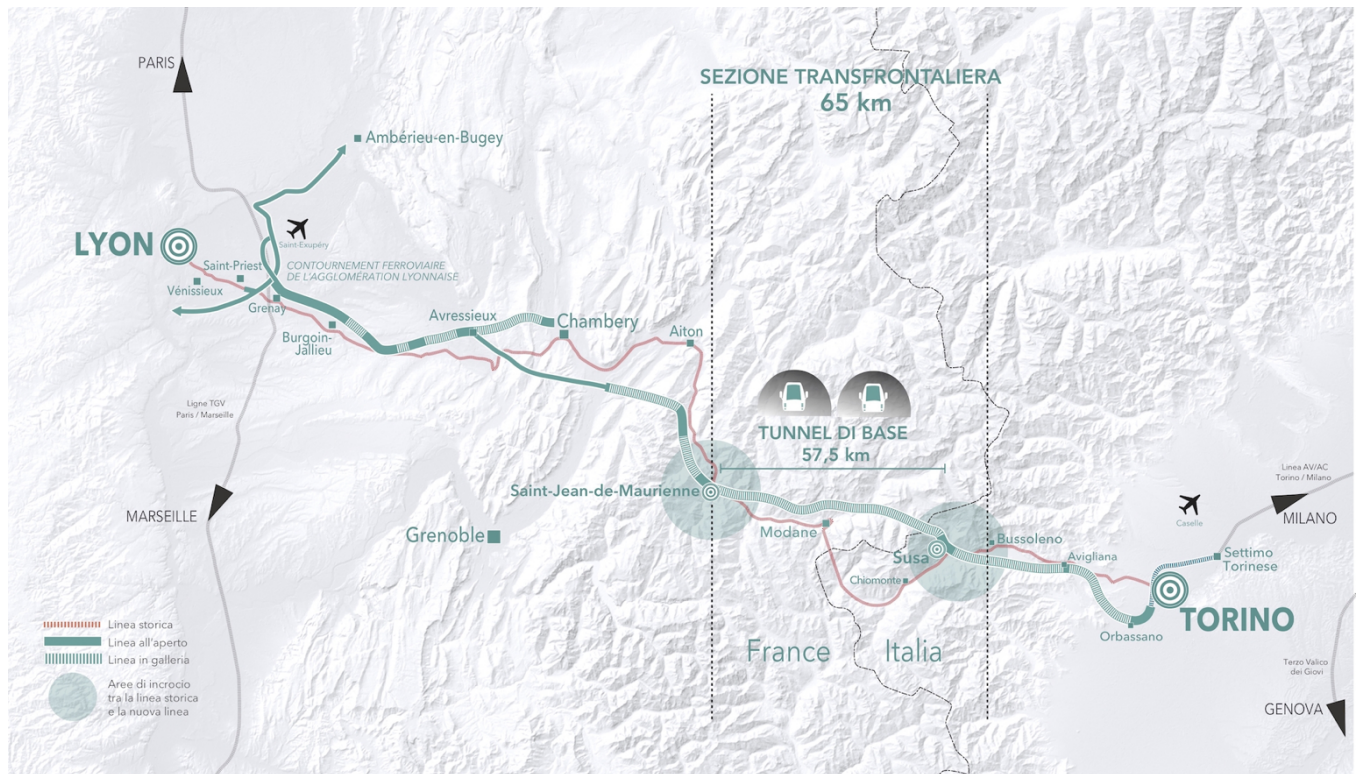 PARIS
SEZIONE TRANSFRONTALIERA
65 km
Ambérieu-en-Bugey
LYON
Saint-Exupéry
Saint-Priest
CONTOURNEMENT FERROVIAIRE
DE L'AGGLOMÉRATION LYONNAISE
Vénissieux
Grenay
Burgoin-
Jallieu
Avressieux
Chambery
Aiton
Ligne TGV
Paris / Marseille
TUNNEL DI BASE
57,5 km
Saint-Jean-de-Maurienne
MARSEILLE
Grenoble
Modane
Susa
Bussoleno
Chiomonte
Avigliana
Linea AV/AC
Torino / Milano
Caselle
MILANO
Settimo
Torinese
TORINO
Orbassano
France
Italia
Terzo Valico
dei Giovi
GENOVA
Linea storica
Linea all'aperto
Linea in galleria
Aree di incrocio
tra la linea storica
e la nuova linea